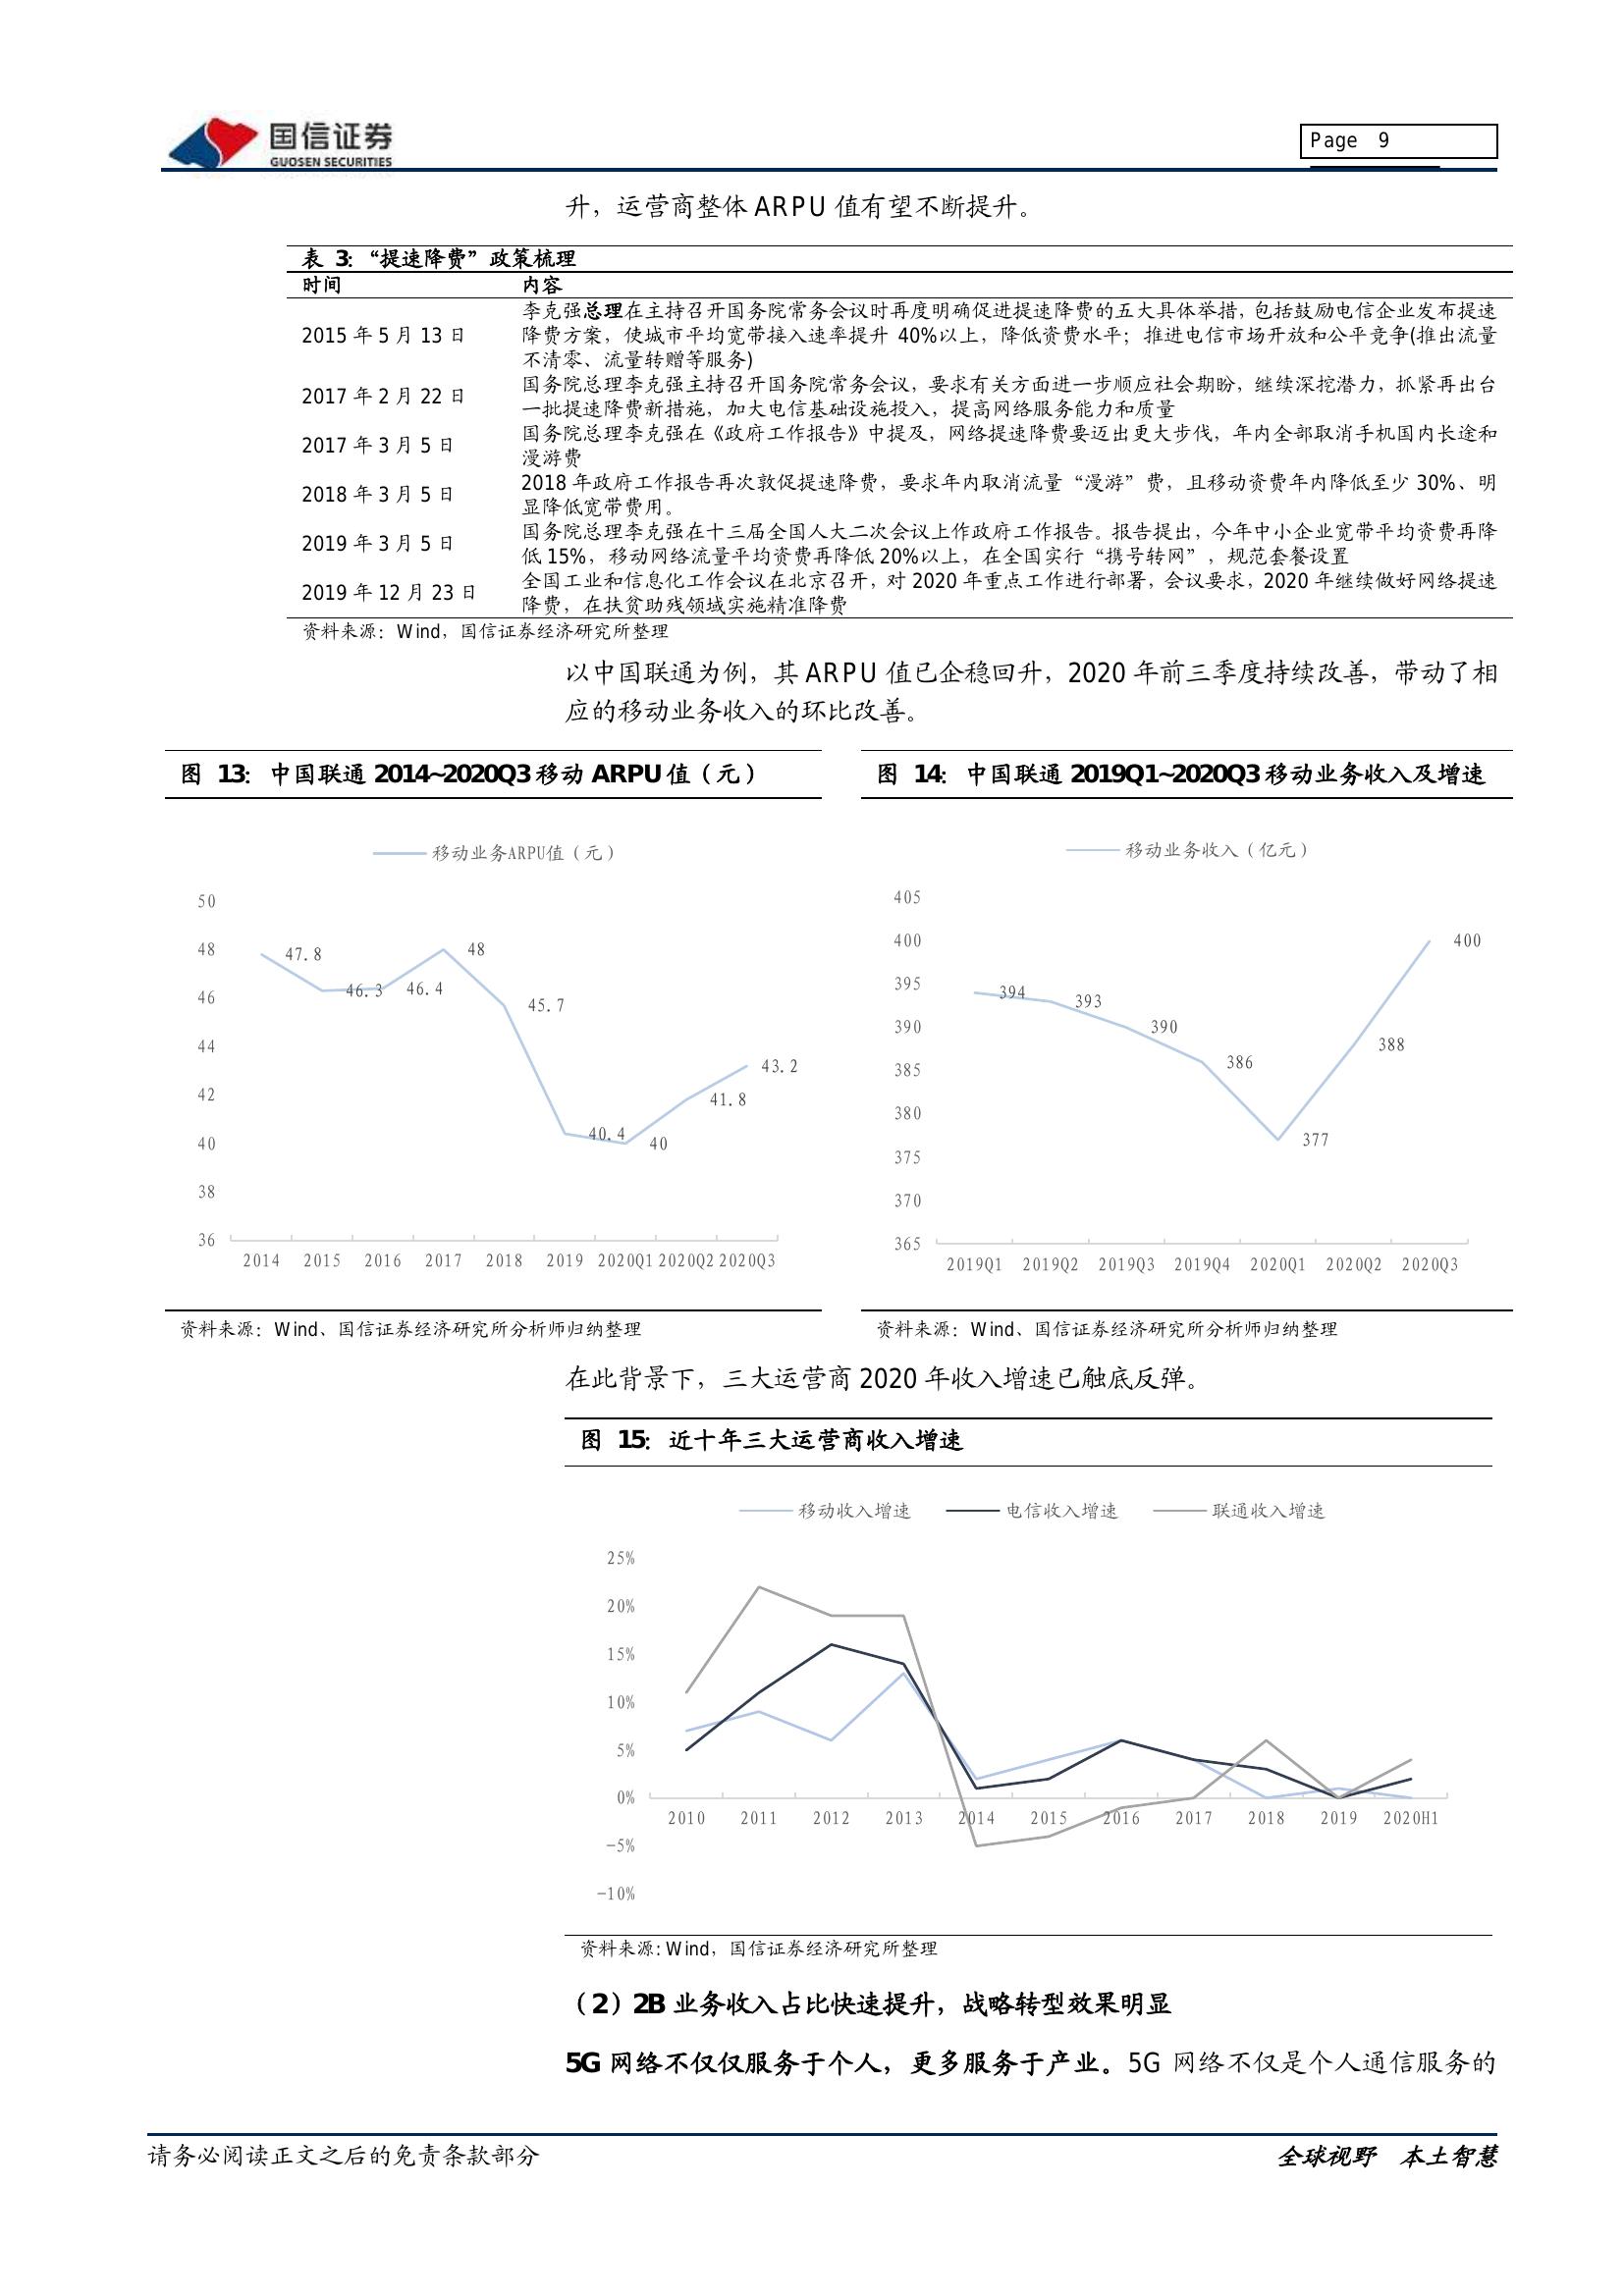 国信证券
GUOSEN SECURITIES
Page 9
升，运营商整体 ARPU 值有望不断提升。
表 3：“提速降费”政策梳理
时间 内容
2015 年 5 月 13 日
李克强总理在主持召开国务院常务会议时再度明确促进提速降费的五大具体举措，包括鼓励电信企业发布提速
降费方案，使城市平均宽带接入速率提升 40%以上，降低资费水平；推进电信市场开放和公平竞争(推出流量
不清零、流量转赠等服务)
2017 年 2 月 22 日
国务院总理李克强主持召开国务院常务会议，要求有关方面进一步顺应社会期盼，继续深挖潜力，抓紧再出台
一批提速降费新措施，加大电信基础设施投入，提高网络服务能力和质量
2017 年 3 月 5 日
国务院总理李克强在《政府工作报告》中提及，网络提速降费要迈出更大步伐，年内全部取消手机国内长途和
漫游费
2018 年 3 月 5 日
2018 年政府工作报告再次敦促提速降费，要求年内取消流量“漫游”费，且移动资费年内降低至少 30%、明
显降低宽带费用。
2019 年 3 月 5 日
国务院总理李克强在十三届全国人大二次会议上作政府工作报告。报告提出，今年中小企业宽带平均资费再降
低 15%，移动网络流量平均资费再降低 20%以上，在全国实行“携号转网”，规范套餐设置
2019 年 12 月 23 日
全国工业和信息化工作会议在北京召开，对 2020 年重点工作进行部署，会议要求，2020 年继续做好网络提速
降费，在扶贫助残领域实施精准降费
资料来源：Wind，国信证券经济研究所整理
以中国联通为例，其 ARPU 值已企稳回升，2020 年前三季度持续改善，带动了相
应的移动业务收入的环比改善。
图 13：中国联通 2014~2020Q3 移动 ARPU 值（元）
移动业务ARPU值（元）
50
48
46
44
42
40
38
36
47.8
46.3
46.4
48
45.7
40.4
40
41.8
43.2
2014 2015 2016 2017 2018 2019 2020Q1 2020Q2 2020Q3
资料来源：Wind、国信证券经济研究所分析师归纳整理
图 14：中国联通 2019Q1~2020Q3 移动业务收入及增速
移动业务收入（亿元）
405
400
395
390
385
380
375
370
365
394
393
390
386
377
388
400
2019Q1 2019Q2 2019Q3 2019Q4 2020Q1 2020Q2 2020Q3
资料来源：Wind、国信证券经济研究所分析师归纳整理
在此背景下，三大运营商 2020 年收入增速已触底反弹。
图 15：近十年三大运营商收入增速
移动收入增速 电信收入增速 联通收入增速
25%
20%
15%
10%
5%
0%
-5%
-10%
2010 2011 2012 2013 2014 2015 2016 2017 2018 2019 2020H1
资料来源：Wind，国信证券经济研究所整理
（2）2B 业务收入占比快速提升，战略转型效果明显
5G 网络不仅仅服务于个人，更多服务于产业。5G 网络不仅是个人通信服务的
请务必阅读正文之后的免责条款部分
全球视野 本土智慧